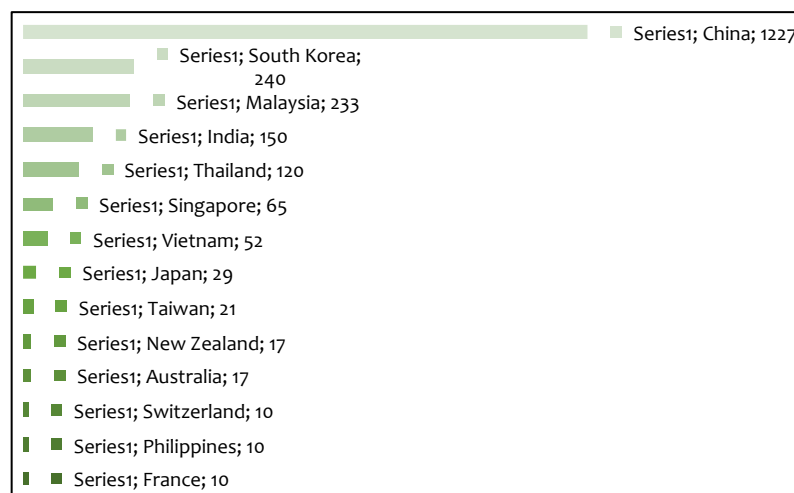 Series1; China; 1227
Series1; South Korea;
240
Series1; Malaysia; 233
Series1; India; 150
Series1; Thailand; 120
Series1; Singapore; 65
Series1; Vietnam; 52
Series1; Japan; 29
Series1; Taiwan; 21
Series1; New Zealand; 17
Series1; Australia; 17
Series1; Switzerland; 10
Series1; Philippines; 10
Series1; France; 10